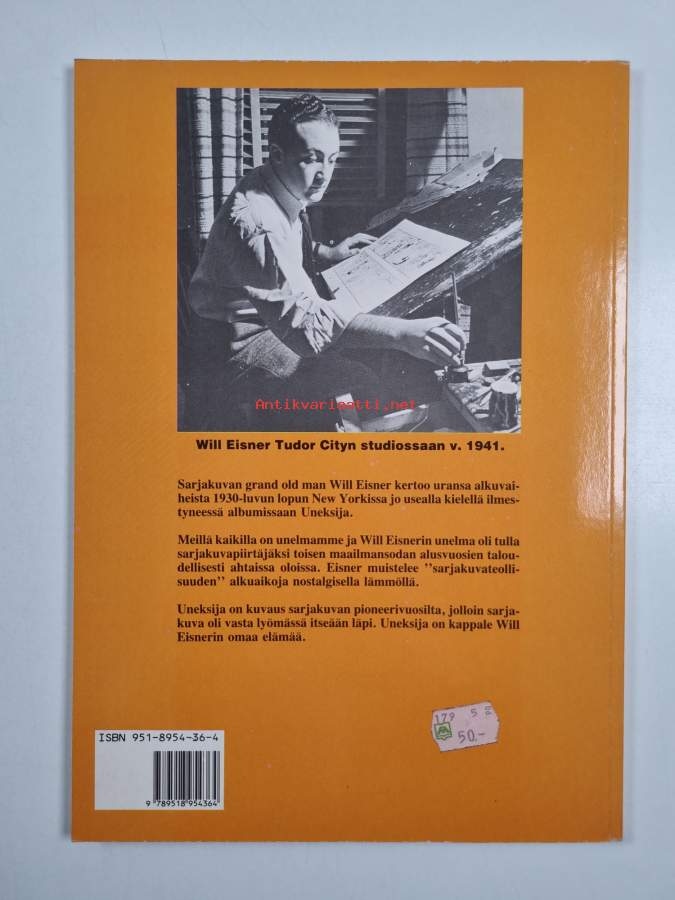 Antikvariaatti.net
Will Eisner Tudor Cityn studiossaan v. 1941.
Sarjakuvan grand old man Will Eisner kertoo uransa alkuvai-
heista 1930-luvun lopun New Yorkissa jo usealla kielellä ilmes-
tyneessä albumissaan Uneksija.
Meillä kaikilla on unelmamme ja Will Eisnerin unelma oli tulla
sarjakuvapiirtäjäksi toisen maailmansodan alusvuosien talou-
dellisesti ahtaissa oloissa. Eisner muistelee ''sarjakuvateolli-
suuden'' alkuaikoja nostalgisella lämmöllä.
Uneksija on kuvaus sarjakuvan pioneerivuosilta, jolloin sarja-
kuva oli vasta lyömässä itseään läpi. Uneksija on kappale Will
Eisnerin omaa elämää.
179 5
50.-
ISBN 951-8954-36-4
9 789518 954364